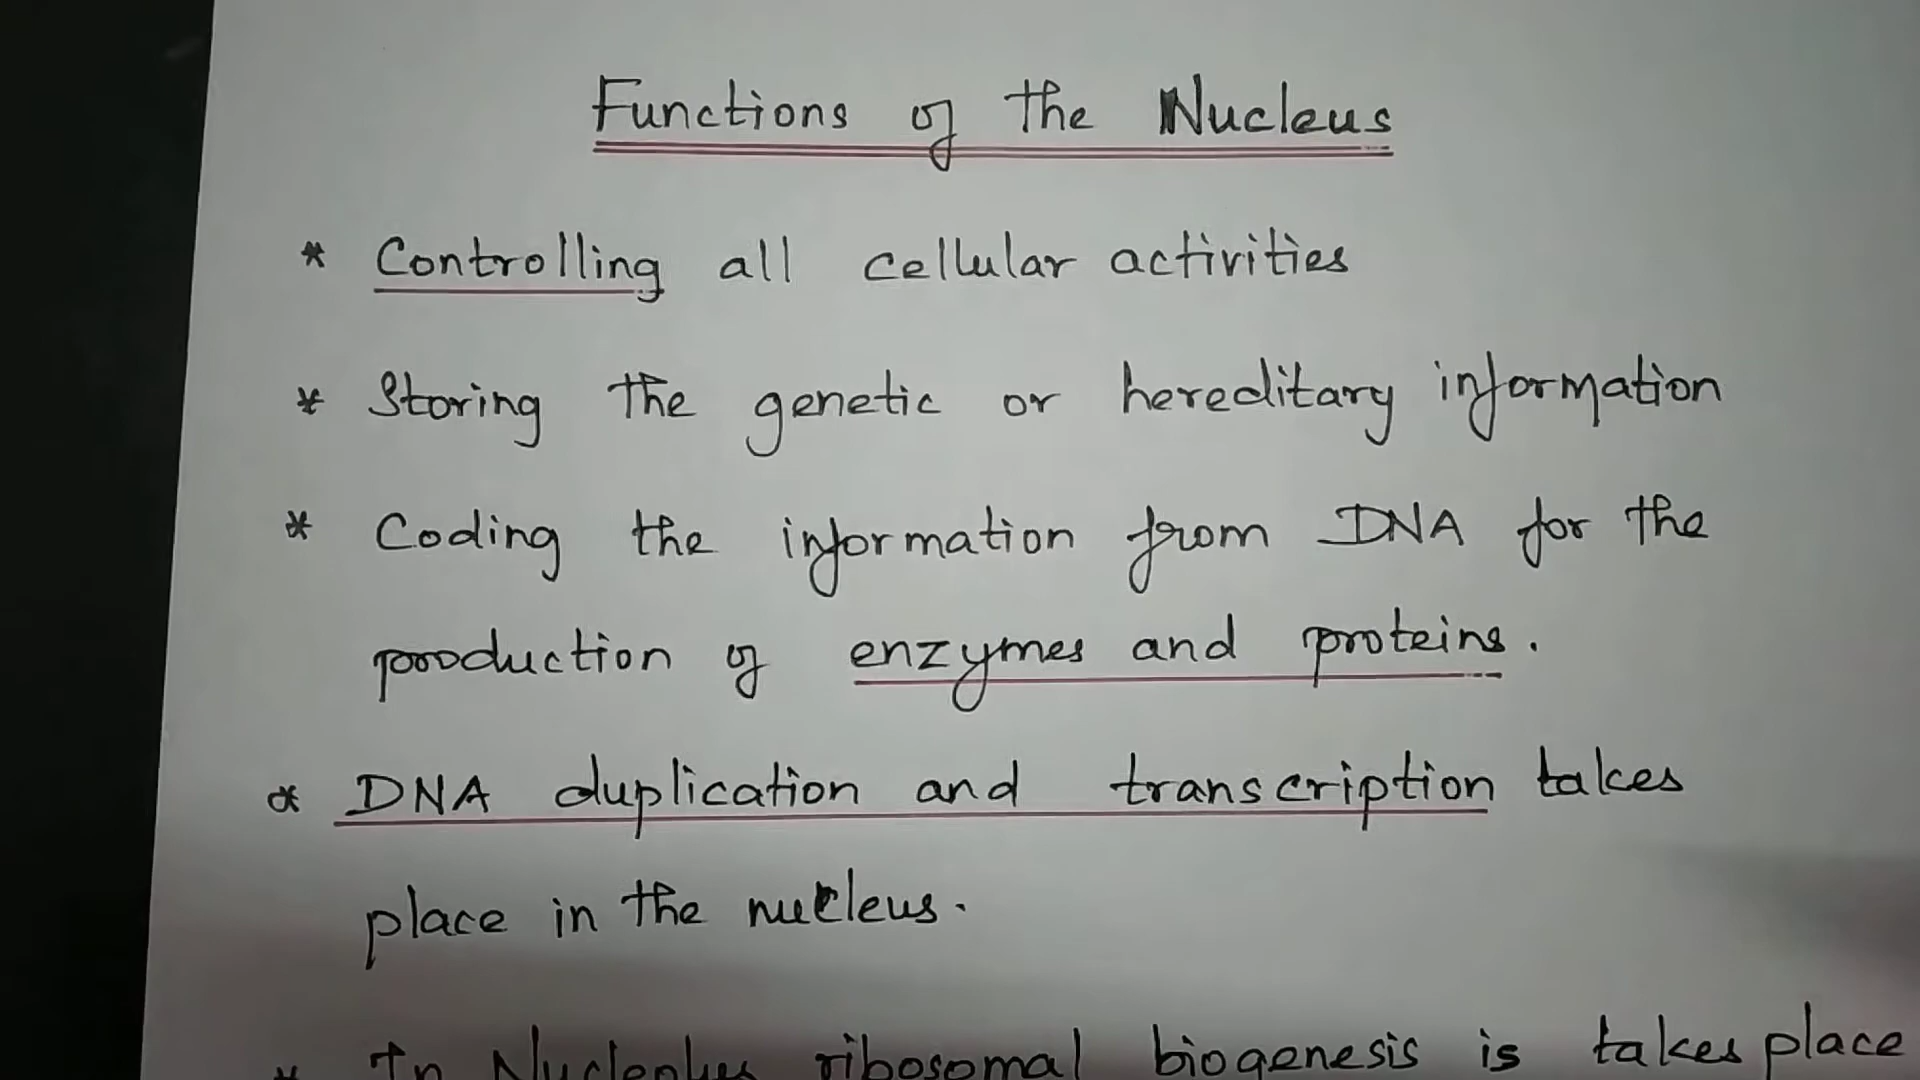 Functions of the Nucleus
* Controlling all cellular activities
* Storing the genetic or hereditary information
* Coding the information from DNA for the
production of enzymes and proteins.
* DNA duplication and transcription takes
place in the nucleus.
* In Nucleolus ribosomal biogenesis is takes place